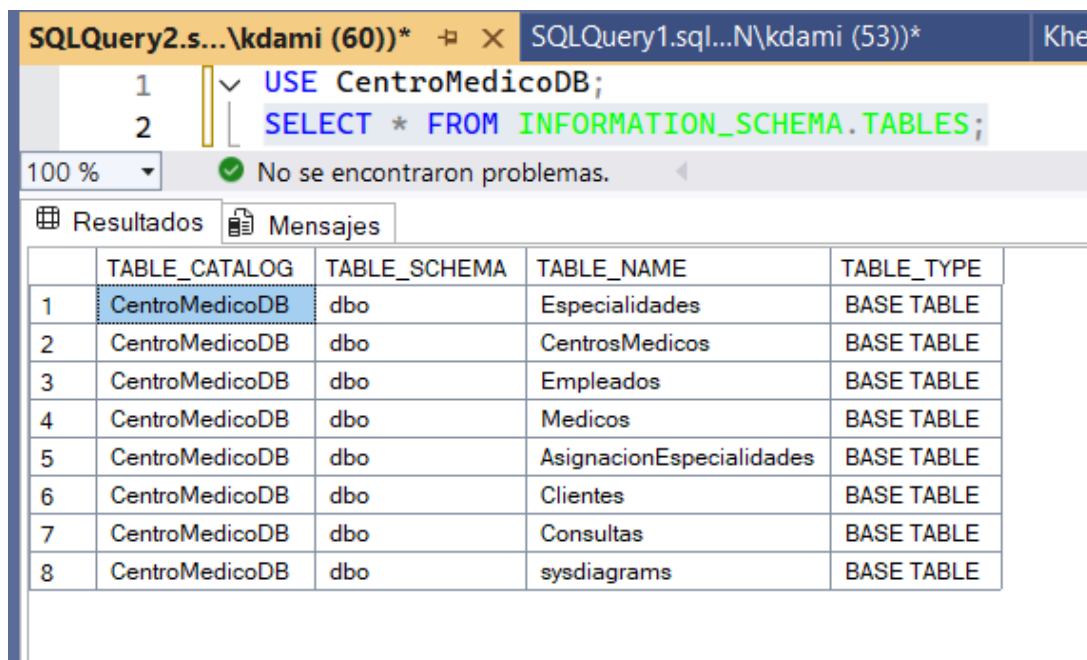 SQLQuery2.s...\kdami (60))* SQLQuery1.sql...N\kdami (53))* Khe
1 USE CentroMedicoDB;
2 SELECT * FROM INFORMATION_SCHEMA.TABLES;
100 % No se encontraron problemas.
Resultados Mensajes
TABLE_CATALOG TABLE_SCHEMA TABLE_NAME TABLE_TYPE
1 CentroMedicoDB dbo Especialidades BASE TABLE
2 CentroMedicoDB dbo CentrosMedicos BASE TABLE
3 CentroMedicoDB dbo Empleados BASE TABLE
4 CentroMedicoDB dbo Medicos BASE TABLE
5 CentroMedicoDB dbo AsignacionEspecialidades BASE TABLE
6 CentroMedicoDB dbo Clientes BASE TABLE
7 CentroMedicoDB dbo Consultas BASE TABLE
8 CentroMedicoDB dbo sysdiagrams BASE TABLE